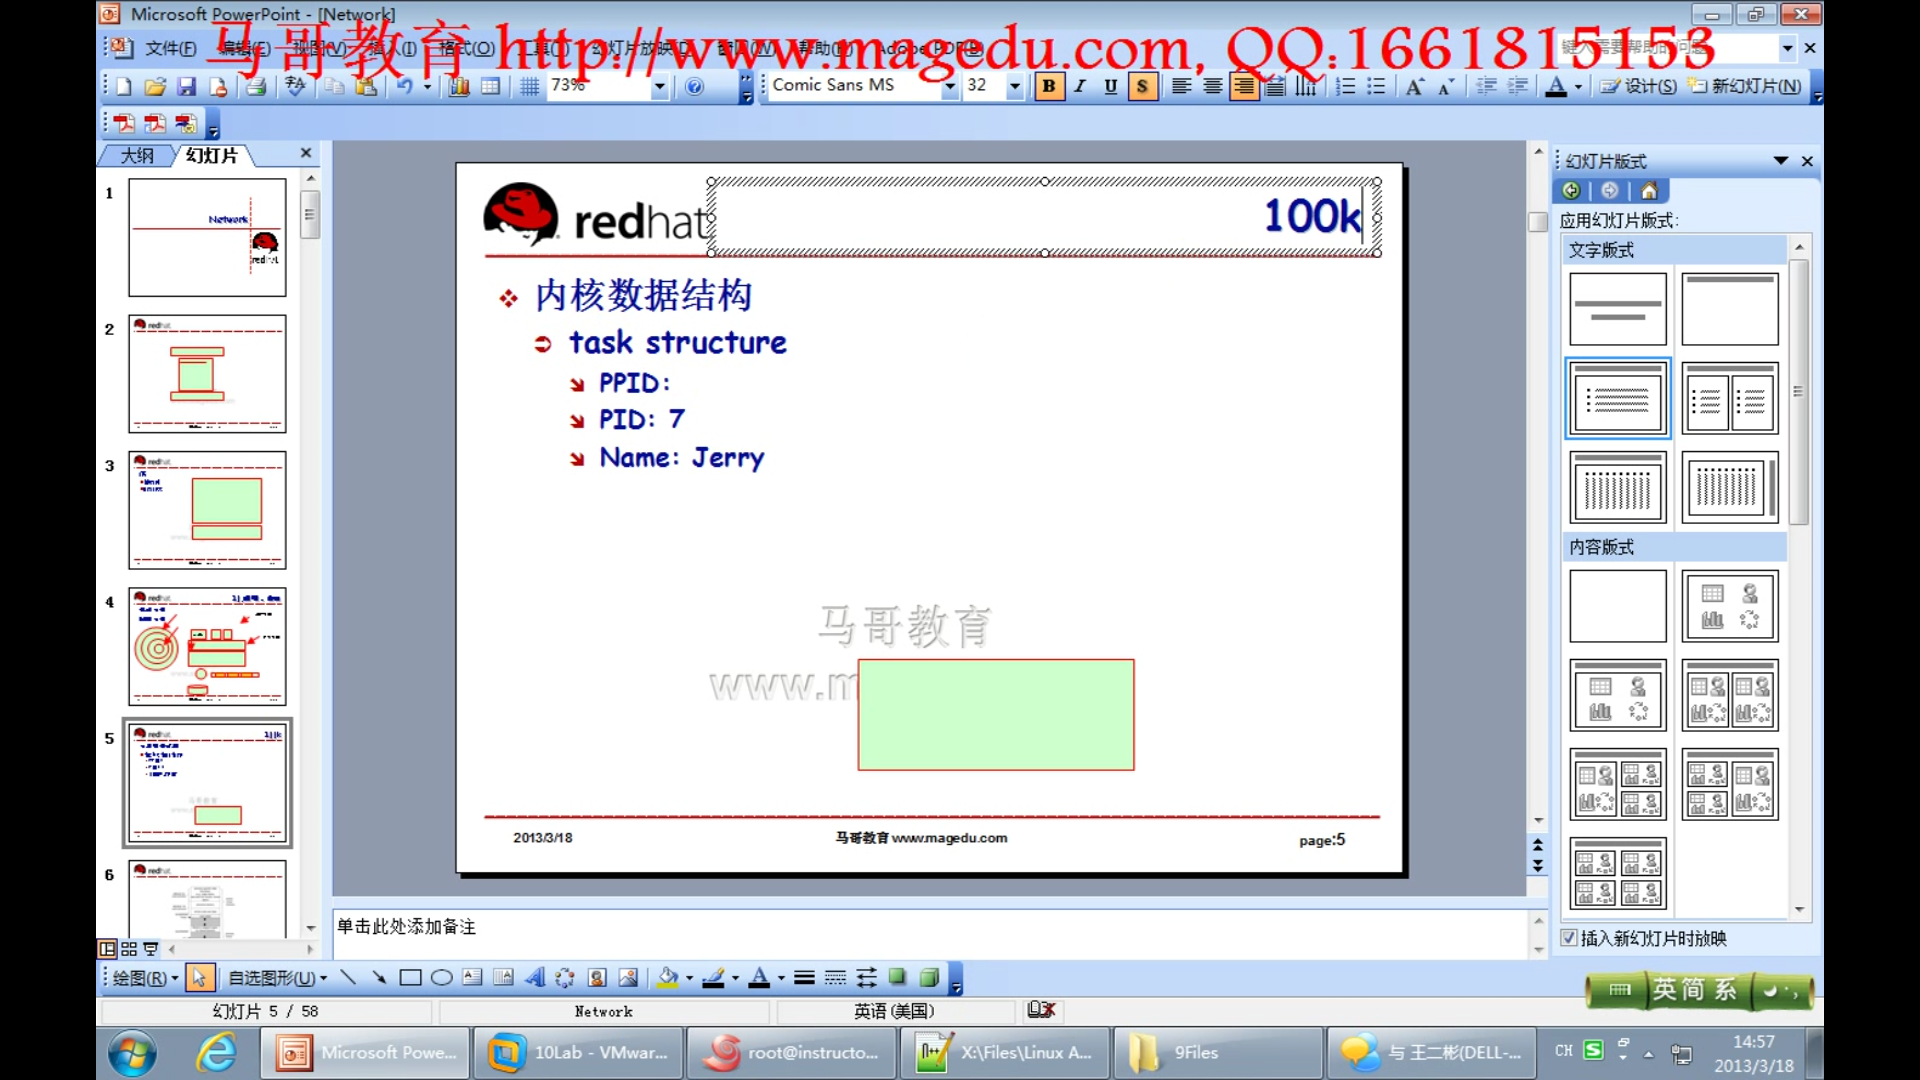 Microsoft PowerPoint - [Network]
马哥教育 http://www.magedu.com, QQ:1661815153
文件(F) 编辑(E) 视图(V) 插入(I) 格式(O) 工具(T) 幻灯片放映(D) 窗口(W) 帮助(H) Adobe PDF(B)
键入需要帮助的问题
73% Comic Sans MS 32 B I U S 设计(S) 新幻灯片(N)
大纲 幻灯片
1
Network
redhat
2
3
4
5
6
redhat
100k
内核数据结构
task structure
PPID:
PID: 7
Name: Jerry
马哥教育
www.m
2013/3/18 马哥教育 www.magedu.com page:5
单击此处添加备注
幻灯片版式
应用幻灯片版式:
文字版式
内容版式
插入新幻灯片时放映
绘图(R) 自选图形(U)
英简系
幻灯片 5 / 58 Network 英语(美国)
Microsoft Powe... 10Lab - VMwar... root@instructo... X:\Files\Linux A... 9Files 与 王二彬(DELL-... CH
14:57
2013/3/18